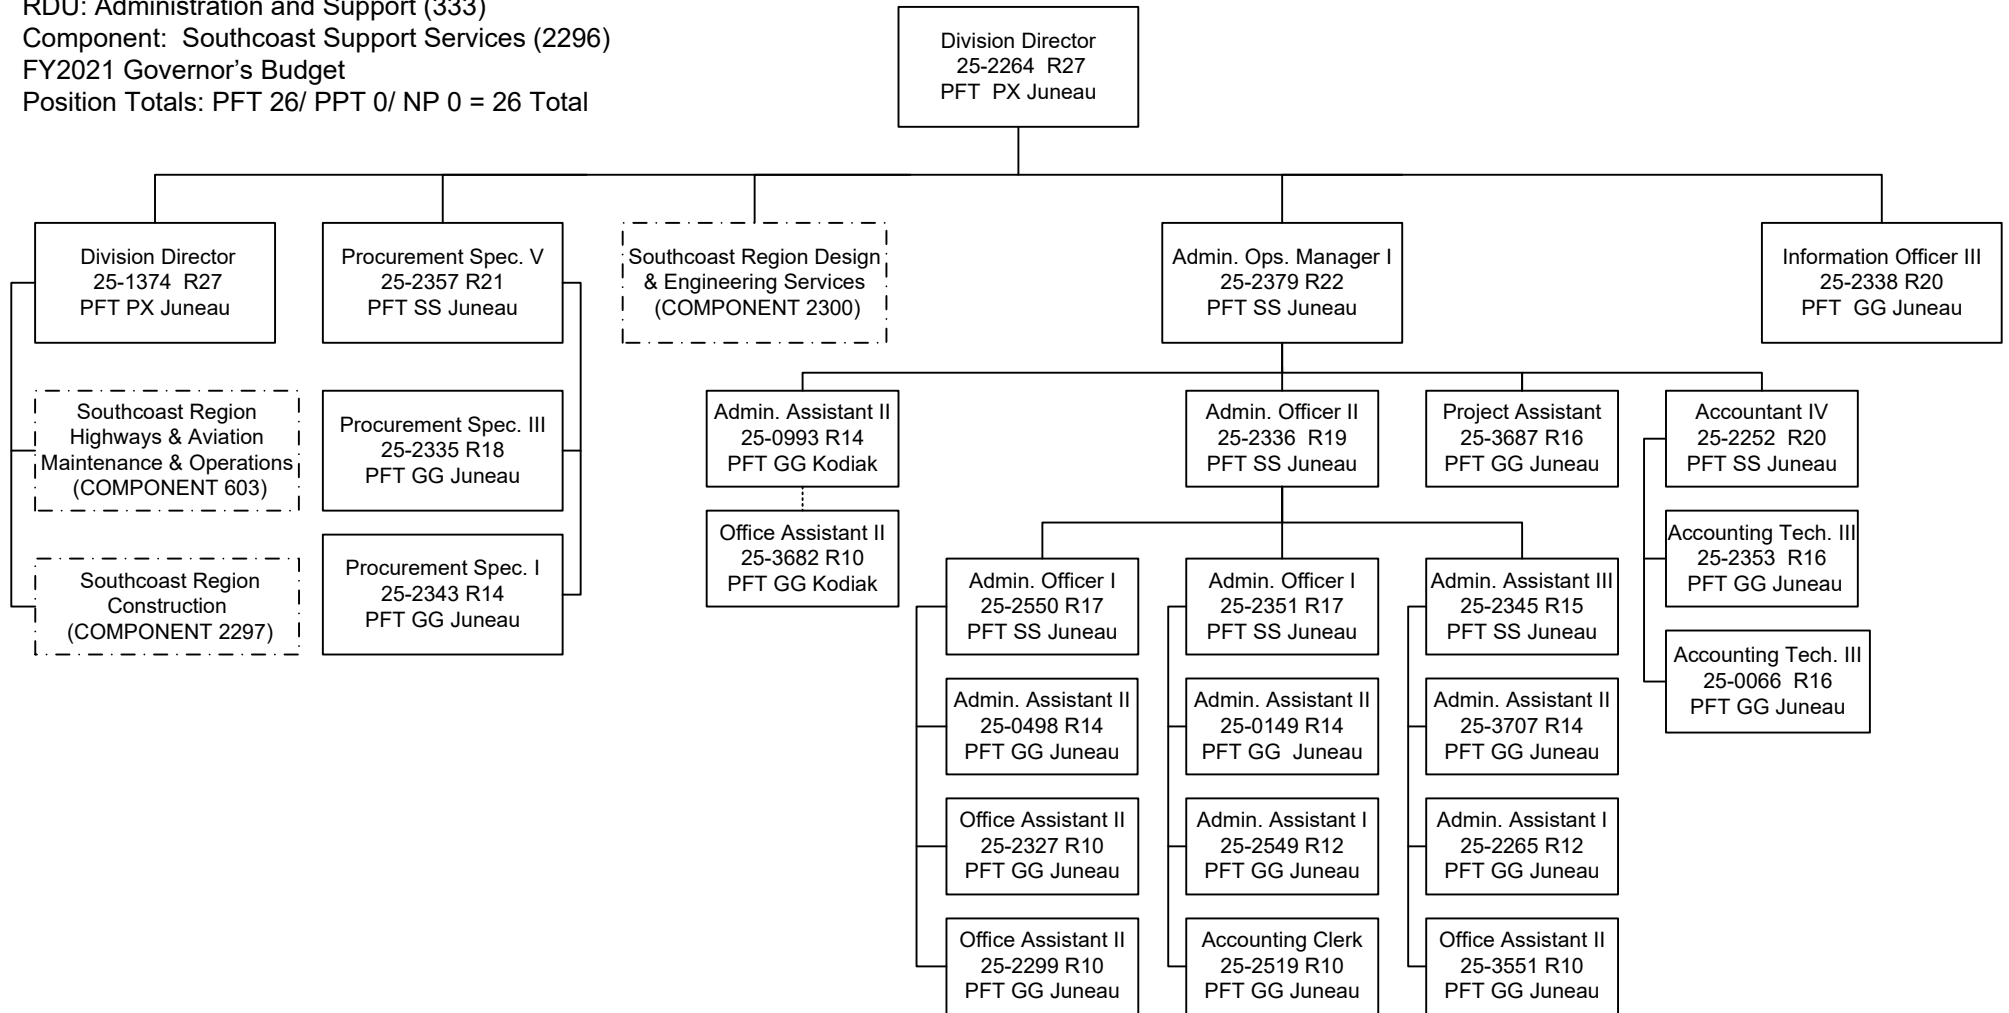 RDU: Administration and Support (333)
Component: Southcoast Support Services (2296)
FY2021 Governor’s Budget
Position Totals: PFT 26/ PPT 0/ NP 0 = 26 Total
Division Director
25-2264 R27
PFT PX Juneau
Division Director
25-1374 R27
PFT PX Juneau
Procurement Spec. V
25-2357 R21
PFT SS Juneau
Southcoast Region Design
& Engineering Services
(COMPONENT 2300)
Admin. Ops. Manager I
25-2379 R22
PFT SS Juneau
Information Officer III
25-2338 R20
PFT GG Juneau
Southcoast Region
Highways & Aviation
Maintenance & Operations
(COMPONENT 603)
Procurement Spec. III
25-2335 R18
PFT GG Juneau
Admin. Assistant II
25-0993 R14
PFT GG Kodiak
Admin. Officer II
25-2336 R19
PFT SS Juneau
Project Assistant
25-3687 R16
PFT GG Juneau
Accountant IV
25-2252 R20
PFT SS Juneau
Southcoast Region
Construction
(COMPONENT 2297)
Procurement Spec. I
25-2343 R14
PFT GG Juneau
Office Assistant II
25-3682 R10
PFT GG Kodiak
Accounting Tech. III
25-2353 R16
PFT GG Juneau
Admin. Officer I
25-2550 R17
PFT SS Juneau
Admin. Officer I
25-2351 R17
PFT SS Juneau
Admin. Assistant III
25-2345 R15
PFT SS Juneau
Accounting Tech. III
25-0066 R16
PFT GG Juneau
Admin. Assistant II
25-0498 R14
PFT GG Juneau
Admin. Assistant II
25-0149 R14
PFT GG Juneau
Admin. Assistant II
25-3707 R14
PFT GG Juneau
Office Assistant II
25-2327 R10
PFT GG Juneau
Admin. Assistant I
25-2549 R12
PFT GG Juneau
Admin. Assistant I
25-2265 R12
PFT GG Juneau
Office Assistant II
25-2299 R10
PFT GG Juneau
Accounting Clerk
25-2519 R10
PFT GG Juneau
Office Assistant II
25-3551 R10
PFT GG Juneau